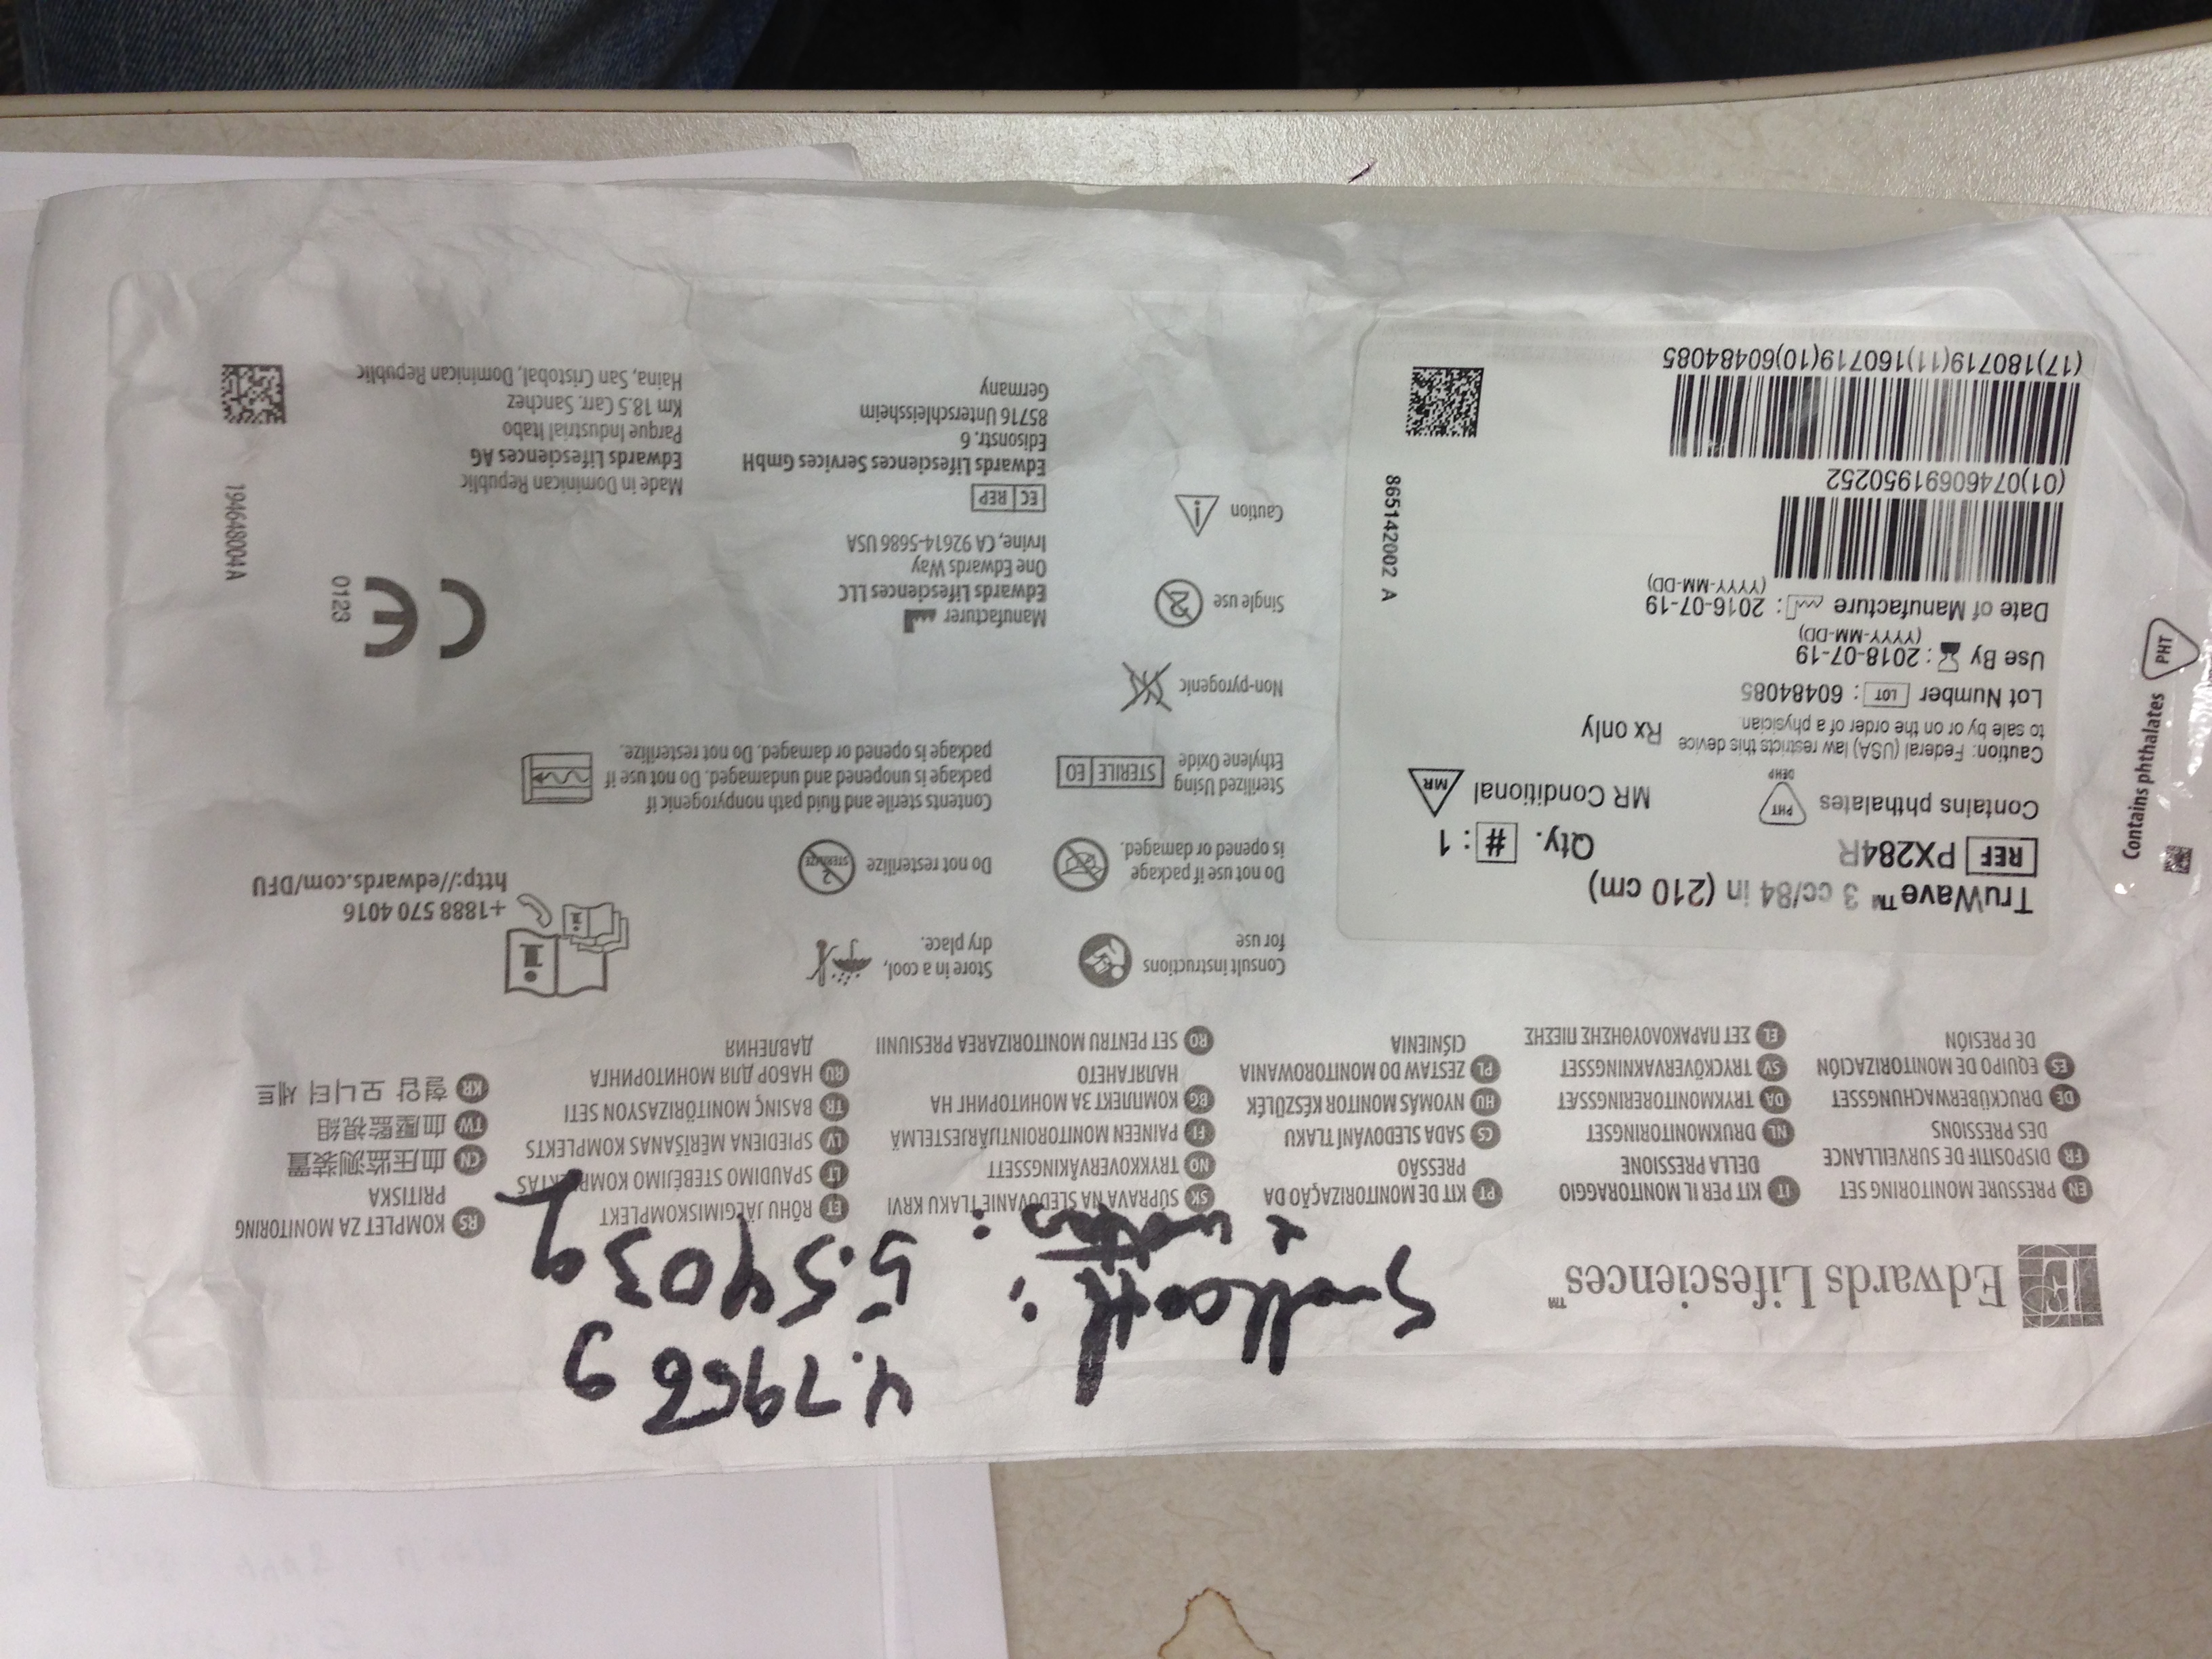 4.7956 g
5.5403 g
Edwards Lifesciences™
EN PRESSURE MONITORING SET
FR DISPOSITIF DE SURVEILLANCE
DES PRESSIONS
DE DRUCKÜBERWACHUNGSSET
ES EQUIPO DE MONITORIZACIÓN
DE PRESIÓN
IT KIT PER IL MONITORAGGIO
DELLA PRESSIONE
NL DRUKMONITORINGSET
DA TRYKMONITORERINGSSÆT
SV TRYCKÖVERVAKNINGSSET
EL ΣΕΤ ΠΑΡΑΚΟΛΟΥΘΗΣΗΣ ΠΙΕΣΗΣ
PT KIT DE MONITORIZAÇÃO DA
PRESSÃO
CS SADA SLEDOVÁNÍ TLAKU
HU NYOMÁS MONITOR KÉSZÜLÉK
PL ZESTAW DO MONITOROWANIA
CIŚNIENIA
SK SÚPRAVA NA SLEDOVANIE TLAKU KRVI
NO TRYKKOVERVÅKINGSSETT
FI PAINEEN MONITOROINTIJÄRJESTELMÄ
BG КОМПЛЕКТ ЗА МОНИТОРИНГ НА
НАЛЯГАНЕТО
RO SET PENTRU MONITORIZAREA PRESIUNII
ET RÕHU JÄLGIMISKOMPLEKT
LT SPAUDIMO STEBĖJIMO KOMPLEKTAS
LV SPIEDIENA MĒRĪŠANAS KOMPLEKTS
TR BASINÇ MONİTÖRIZASYON SETI
RU НАБОР ДЛЯ МОНИТОРИНГА
ДАВЛЕНИЯ
RS KOMPLET ZA MONITORING
PRITISKA
CN 血压监测装置
TW 血壓監視組
KR 혈압 모니터 세트
Contains phthalates
PHT
TruWave™ 3 cc/84 in (210 cm)
REF PX284R
Qty. #: 1
Contains phthalates PHT
DEHP
MR Conditional MR
Caution: Federal (USA) law restricts this device
to sale by or on the order of a physician.
Rx only
Lot Number LOT: 60484085
Use By : 2018-07-19
(YYYY-MM-DD)
Date of Manufacture : 2016-07-19
(YYYY-MM-DD)
(01)07460691950252
(17)180719(11)160719(10)60484085
865142002 A
Consult instructions
for use
Store in a cool,
dry place.
i
i
+1888 570 4016
http://edwards.com/DFU
Do not use if package
is opened or damaged.
Do not resterilize
2
STERILIZE
Sterilized Using
Ethylene Oxide
STERILE EO
Contents sterile and fluid path nonpyrogenic if
package is unopened and undamaged. Do not use if
package is opened or damaged. Do not resterilize.
Non-pyrogenic
Single use 2
Caution !
Manufacturer
Edwards Lifesciences LLC
One Edwards Way
Irvine, CA 92614-5686 USA
EC REP
Edwards Lifesciences Services GmbH
Edisonstr. 6
85716 Unterschleissheim
Germany
CE 0123
Made in Dominican Republic
Edwards Lifesciences AG
Parque Industrial Itabo
Km 18.5 Carr. Sanchez
Haina, San Cristobal, Dominican Republic
194648004A